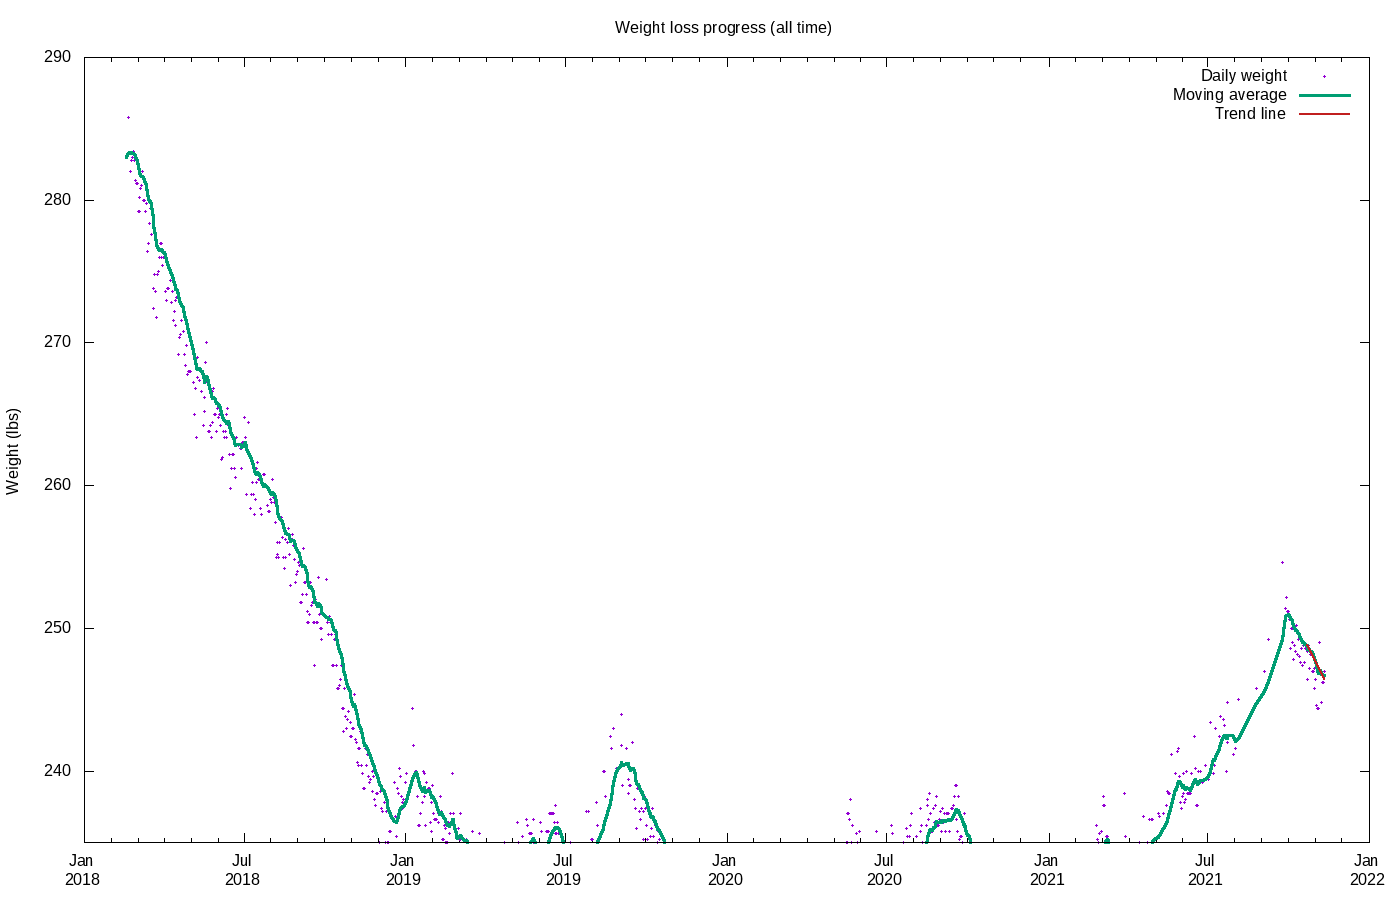 Weight loss progress (all time)
290
280
270
260
250
240
Weight (lbs)
Daily weight
Moving average
Trend line
Jan Jul Jan Jul Jan Jul Jan Jul Jan
2018 2018 2019 2019 2020 2020 2021 2021 2022